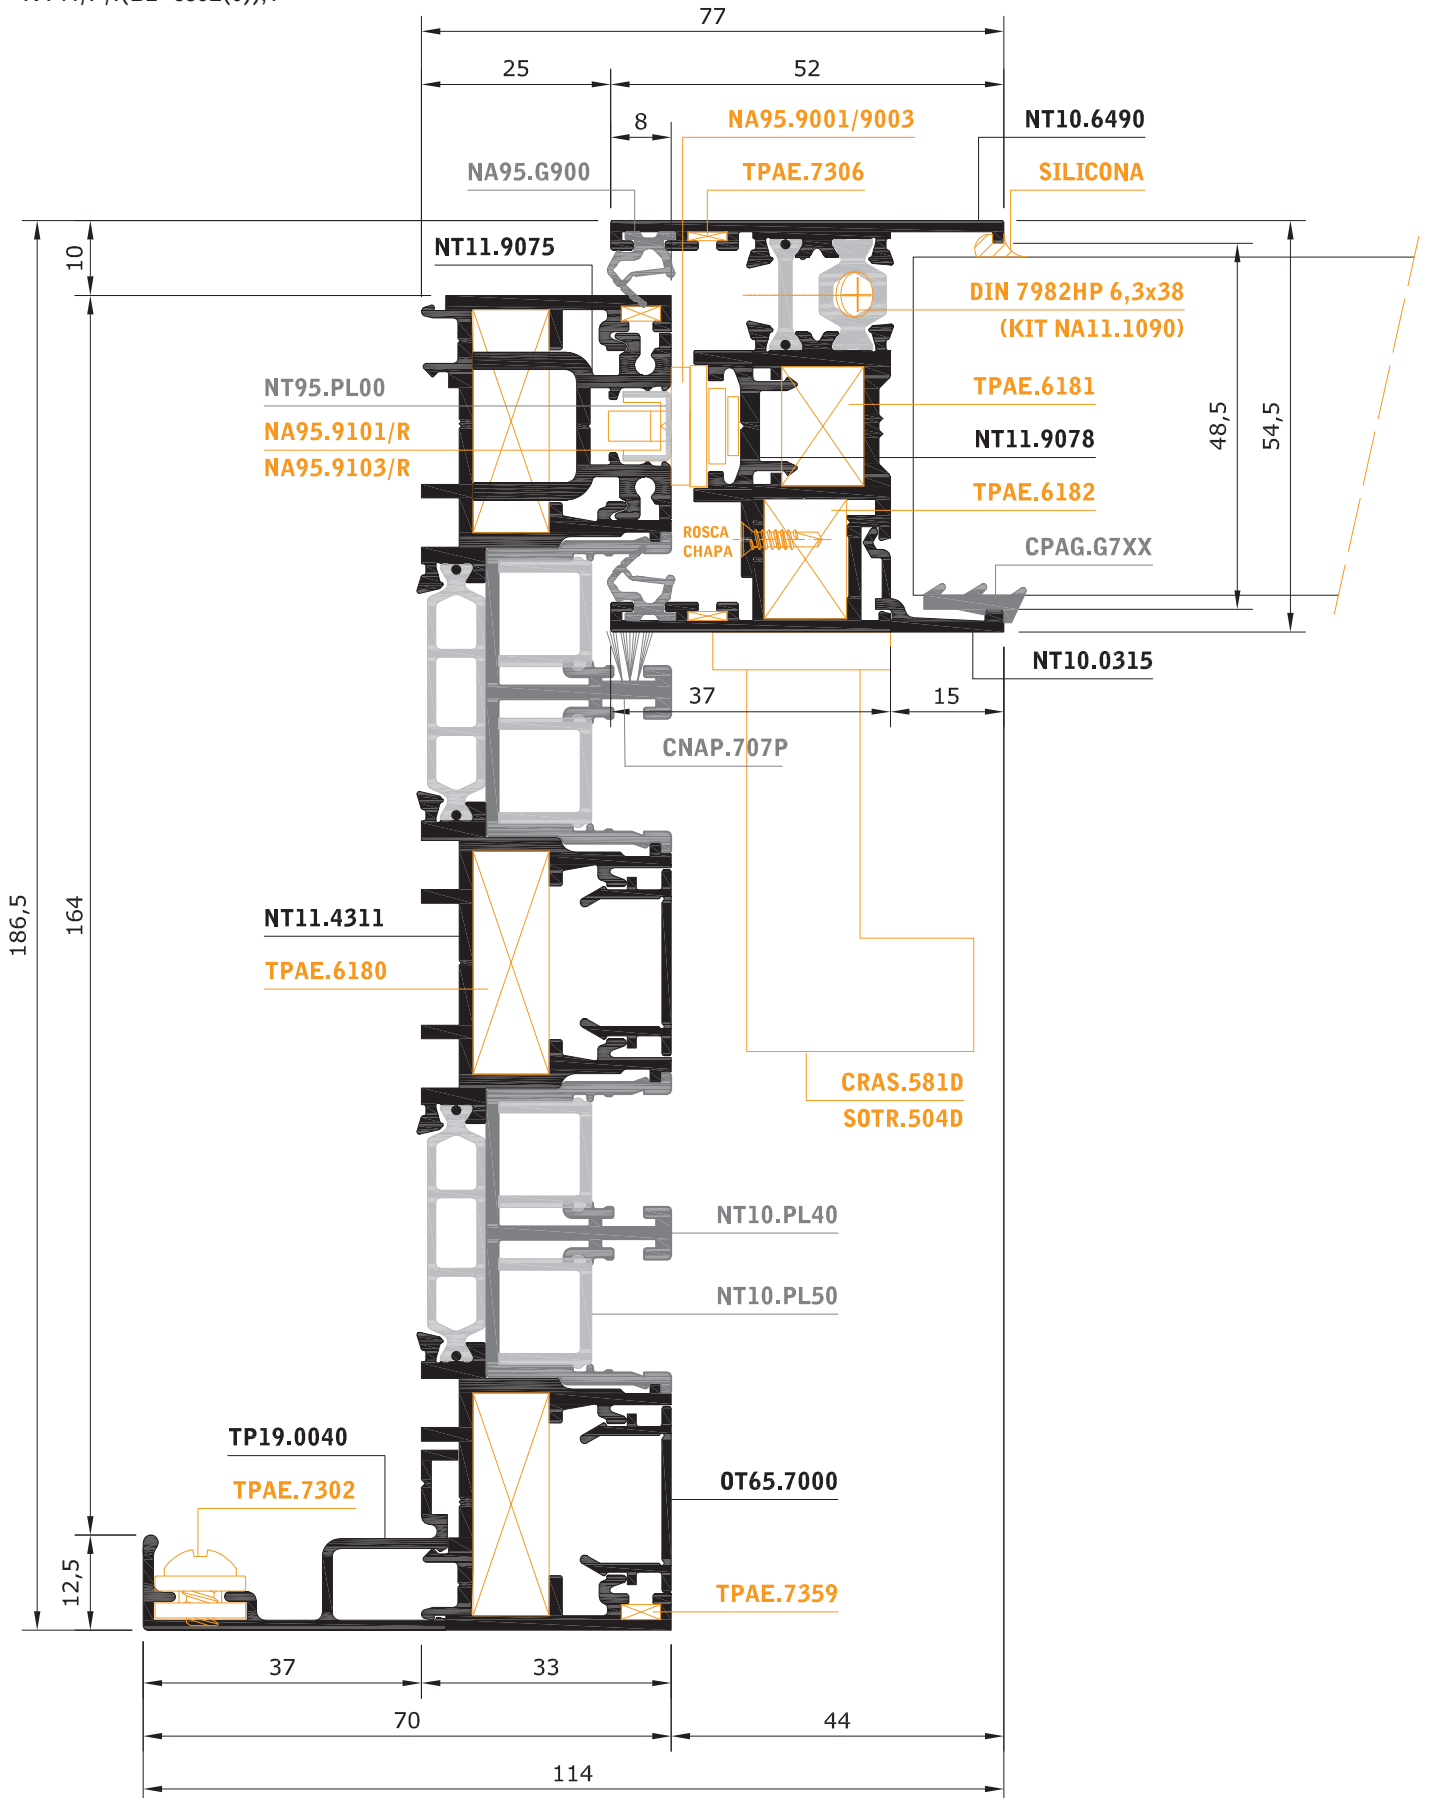 77
25
52
8
NA95.9001/9003
NT10.6490
NA95.G900
TPAE.7306
SILICONA
10
NT11.9075
DIN 7982HP 6,3x38
(KIT NA11.1090)
NT95.PL00
TPAE.6181
NA95.9101/R
NT11.9078
48,5
54,5
NA95.9103/R
TPAE.6182
ROSCA
CHAPA
CPAG.G7XX
NT10.0315
37
15
CNAP.707P
186,5
164
NT11.4311
TPAE.6180
CRAS.581D
SOTR.504D
NT10.PL40
NT10.PL50
TP19.0040
TPAE.7302
OT65.7000
12,5
TPAE.7359
37
33
70
44
114